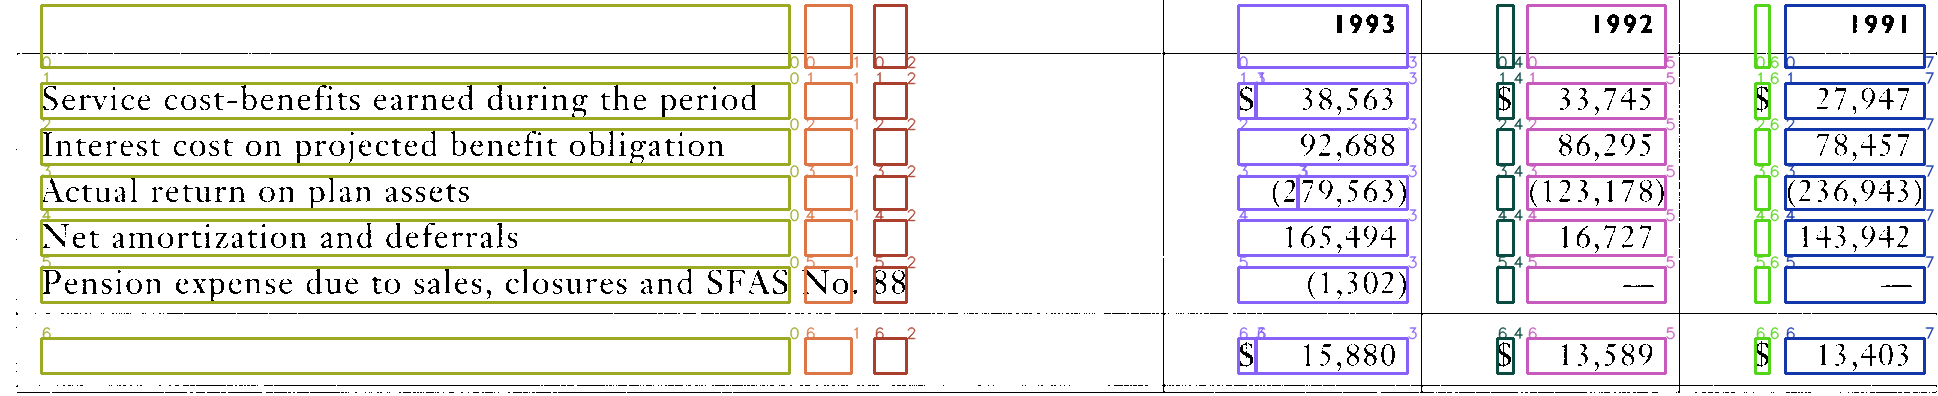 1993 1992 1991
Service cost-benefits earned during the period $ 38,563 $ 33,745 $ 27,947
Interest cost on projected benefit obligation 92,688 86,295 78,457
Actual return on plan assets (279,563) (123,178) (236,943)
Net amortization and deferrals 165,494 16,727 143,942
Pension expense due to sales, closures and SFAS No. 88 (1,302) — —
$ 15,880 $ 13,589 $ 13,403